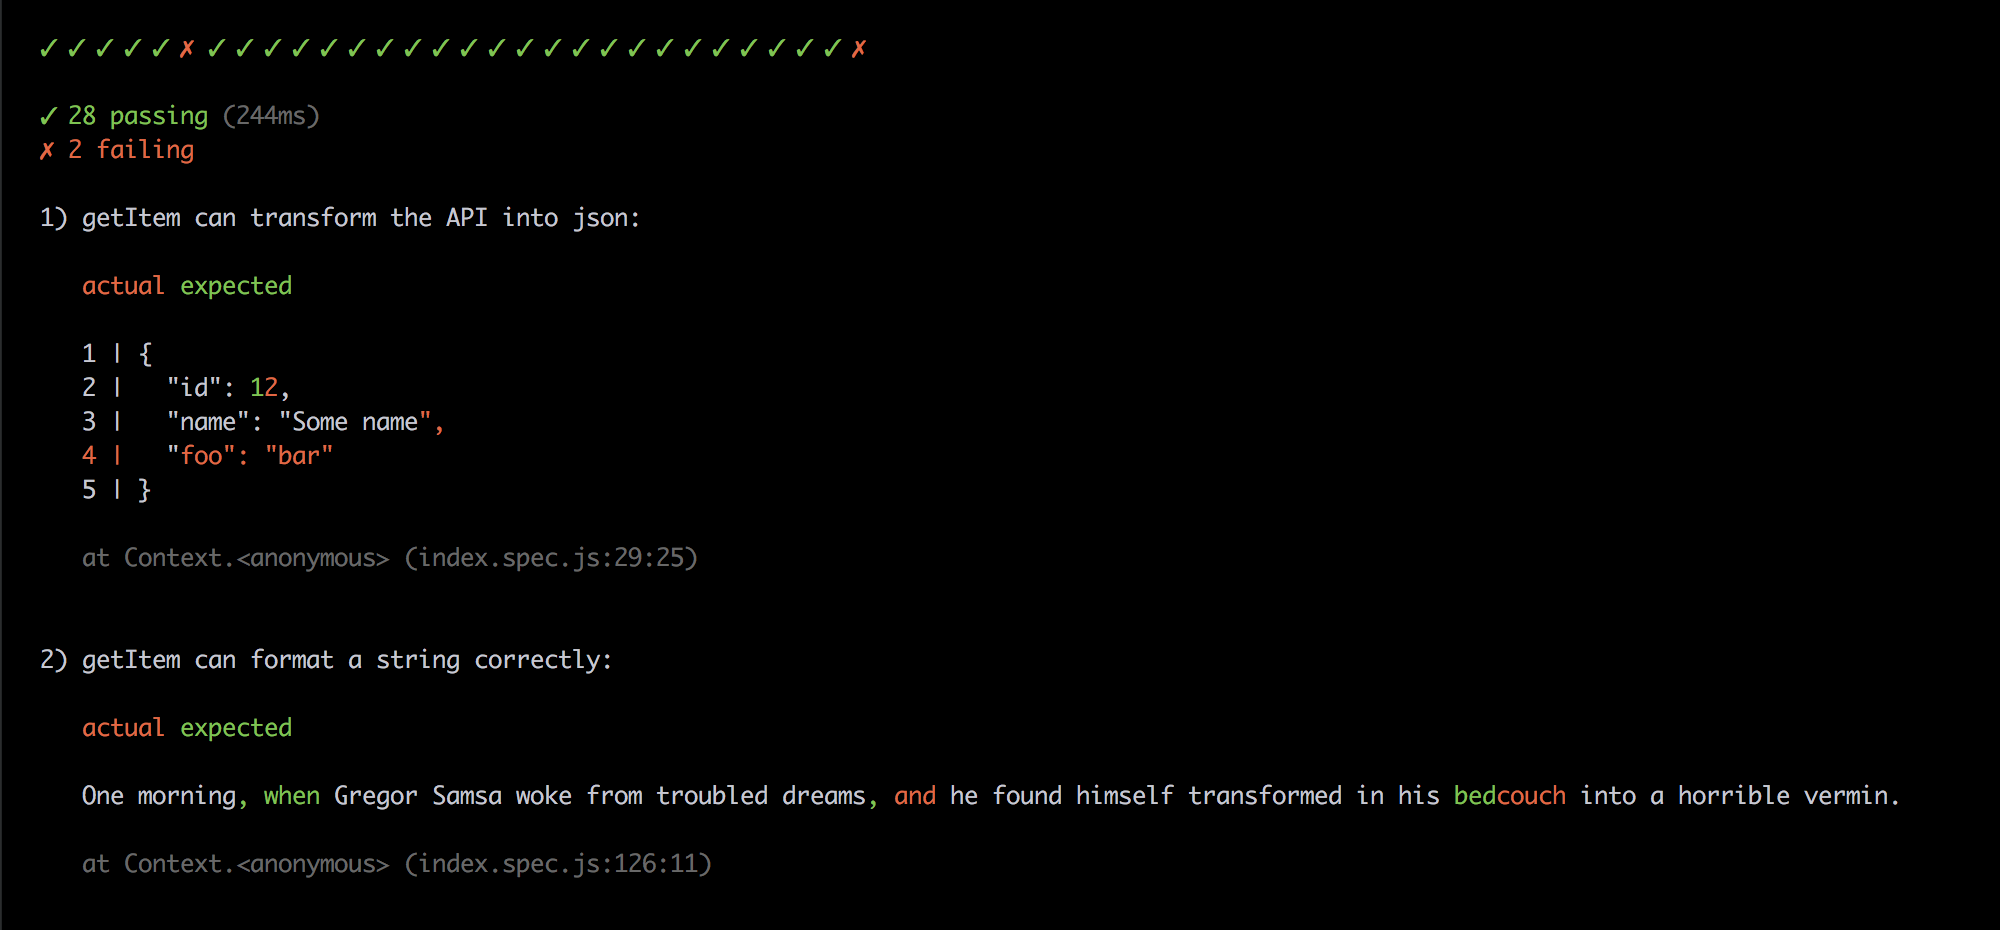 ✓ ✓ ✓ ✓ ✓ ✗ ✓ ✓ ✓ ✓ ✓ ✓ ✓ ✓ ✓ ✓ ✓ ✓ ✓ ✓ ✓ ✓ ✓ ✓ ✓ ✓ ✓ ✓ ✓ ✗
✓ 28 passing (244ms)
✗ 2 failing
1) getItem can transform the API into json:
actual expected
1 | {
2 |   "id": 12,
3 |   "name": "Some name",
4 |   "foo": "bar"
5 | }
at Context.<anonymous> (index.spec.js:29:25)
2) getItem can format a string correctly:
actual expected
One morning, when Gregor Samsa woke from troubled dreams, and he found himself transformed in his bedcouch into a horrible vermin.
at Context.<anonymous> (index.spec.js:126:11)